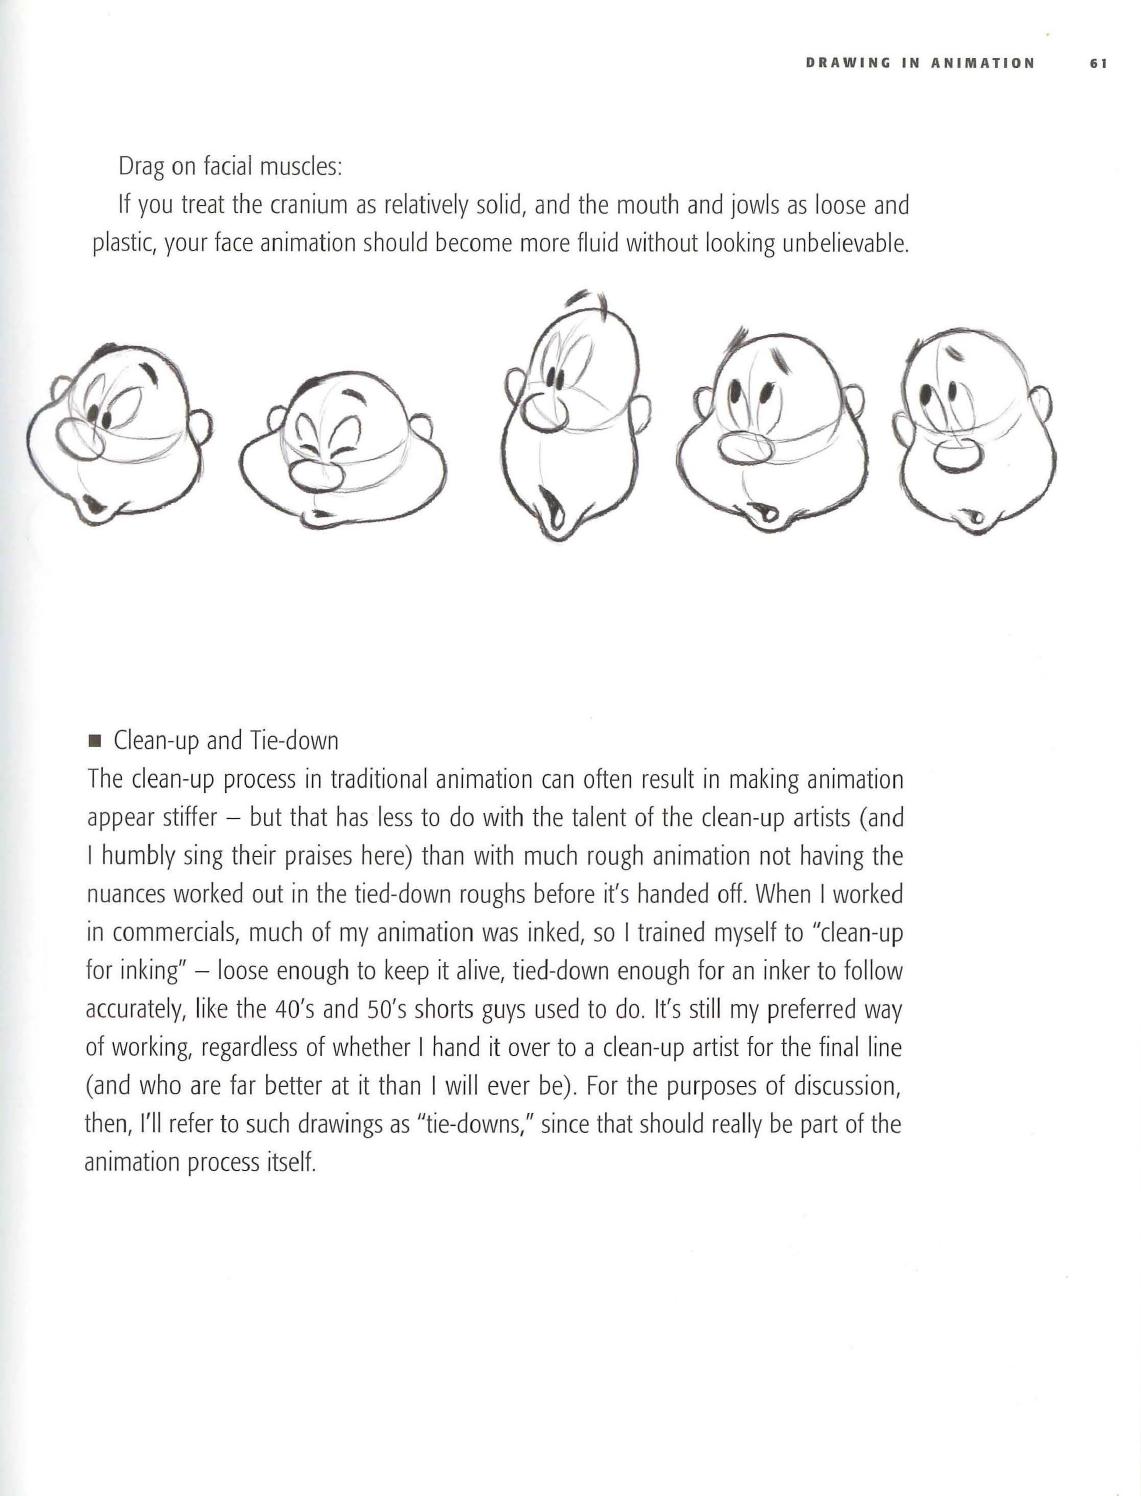 DRAWING IN ANIMATION 61
Drag on facial muscles:
If you treat the cranium as relatively solid, and the mouth and jowls as loose and
plastic, your face animation should become more fluid without looking unbelievable.
■ Clean-up and Tie-down
The clean-up process in traditional animation can often result in making animation
appear stiffer – but that has less to do with the talent of the clean-up artists (and
I humbly sing their praises here) than with much rough animation not having the
nuances worked out in the tied-down roughs before it's handed off. When I worked
in commercials, much of my animation was inked, so I trained myself to “clean-up
for inking” – loose enough to keep it alive, tied-down enough for an inker to follow
accurately, like the 40's and 50's shorts guys used to do. It's still my preferred way
of working, regardless of whether I hand it over to a clean-up artist for the final line
(and who are far better at it than I will ever be). For the purposes of discussion,
then, I'll refer to such drawings as “tie-downs,” since that should really be part of the
animation process itself.